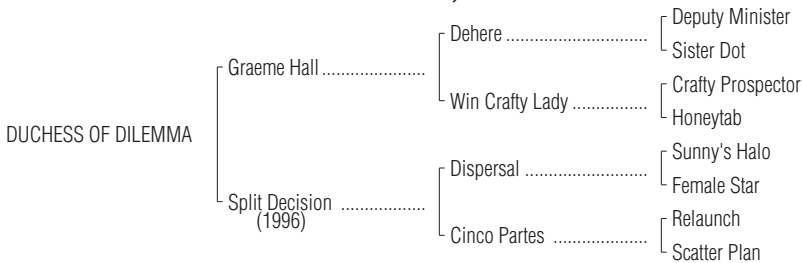 Deputy Minister
Dehere ..............................
Sister Dot
Graeme Hall ......................
Crafty Prospector
Win Crafty Lady ................
Honeytab
DUCHESS OF DILEMMA
Sunny's Halo
Dispersal ..........................
Female Star
Split Decision ..................
(1996)
Relaunch
Cinco Partes ....................
Scatter Plan